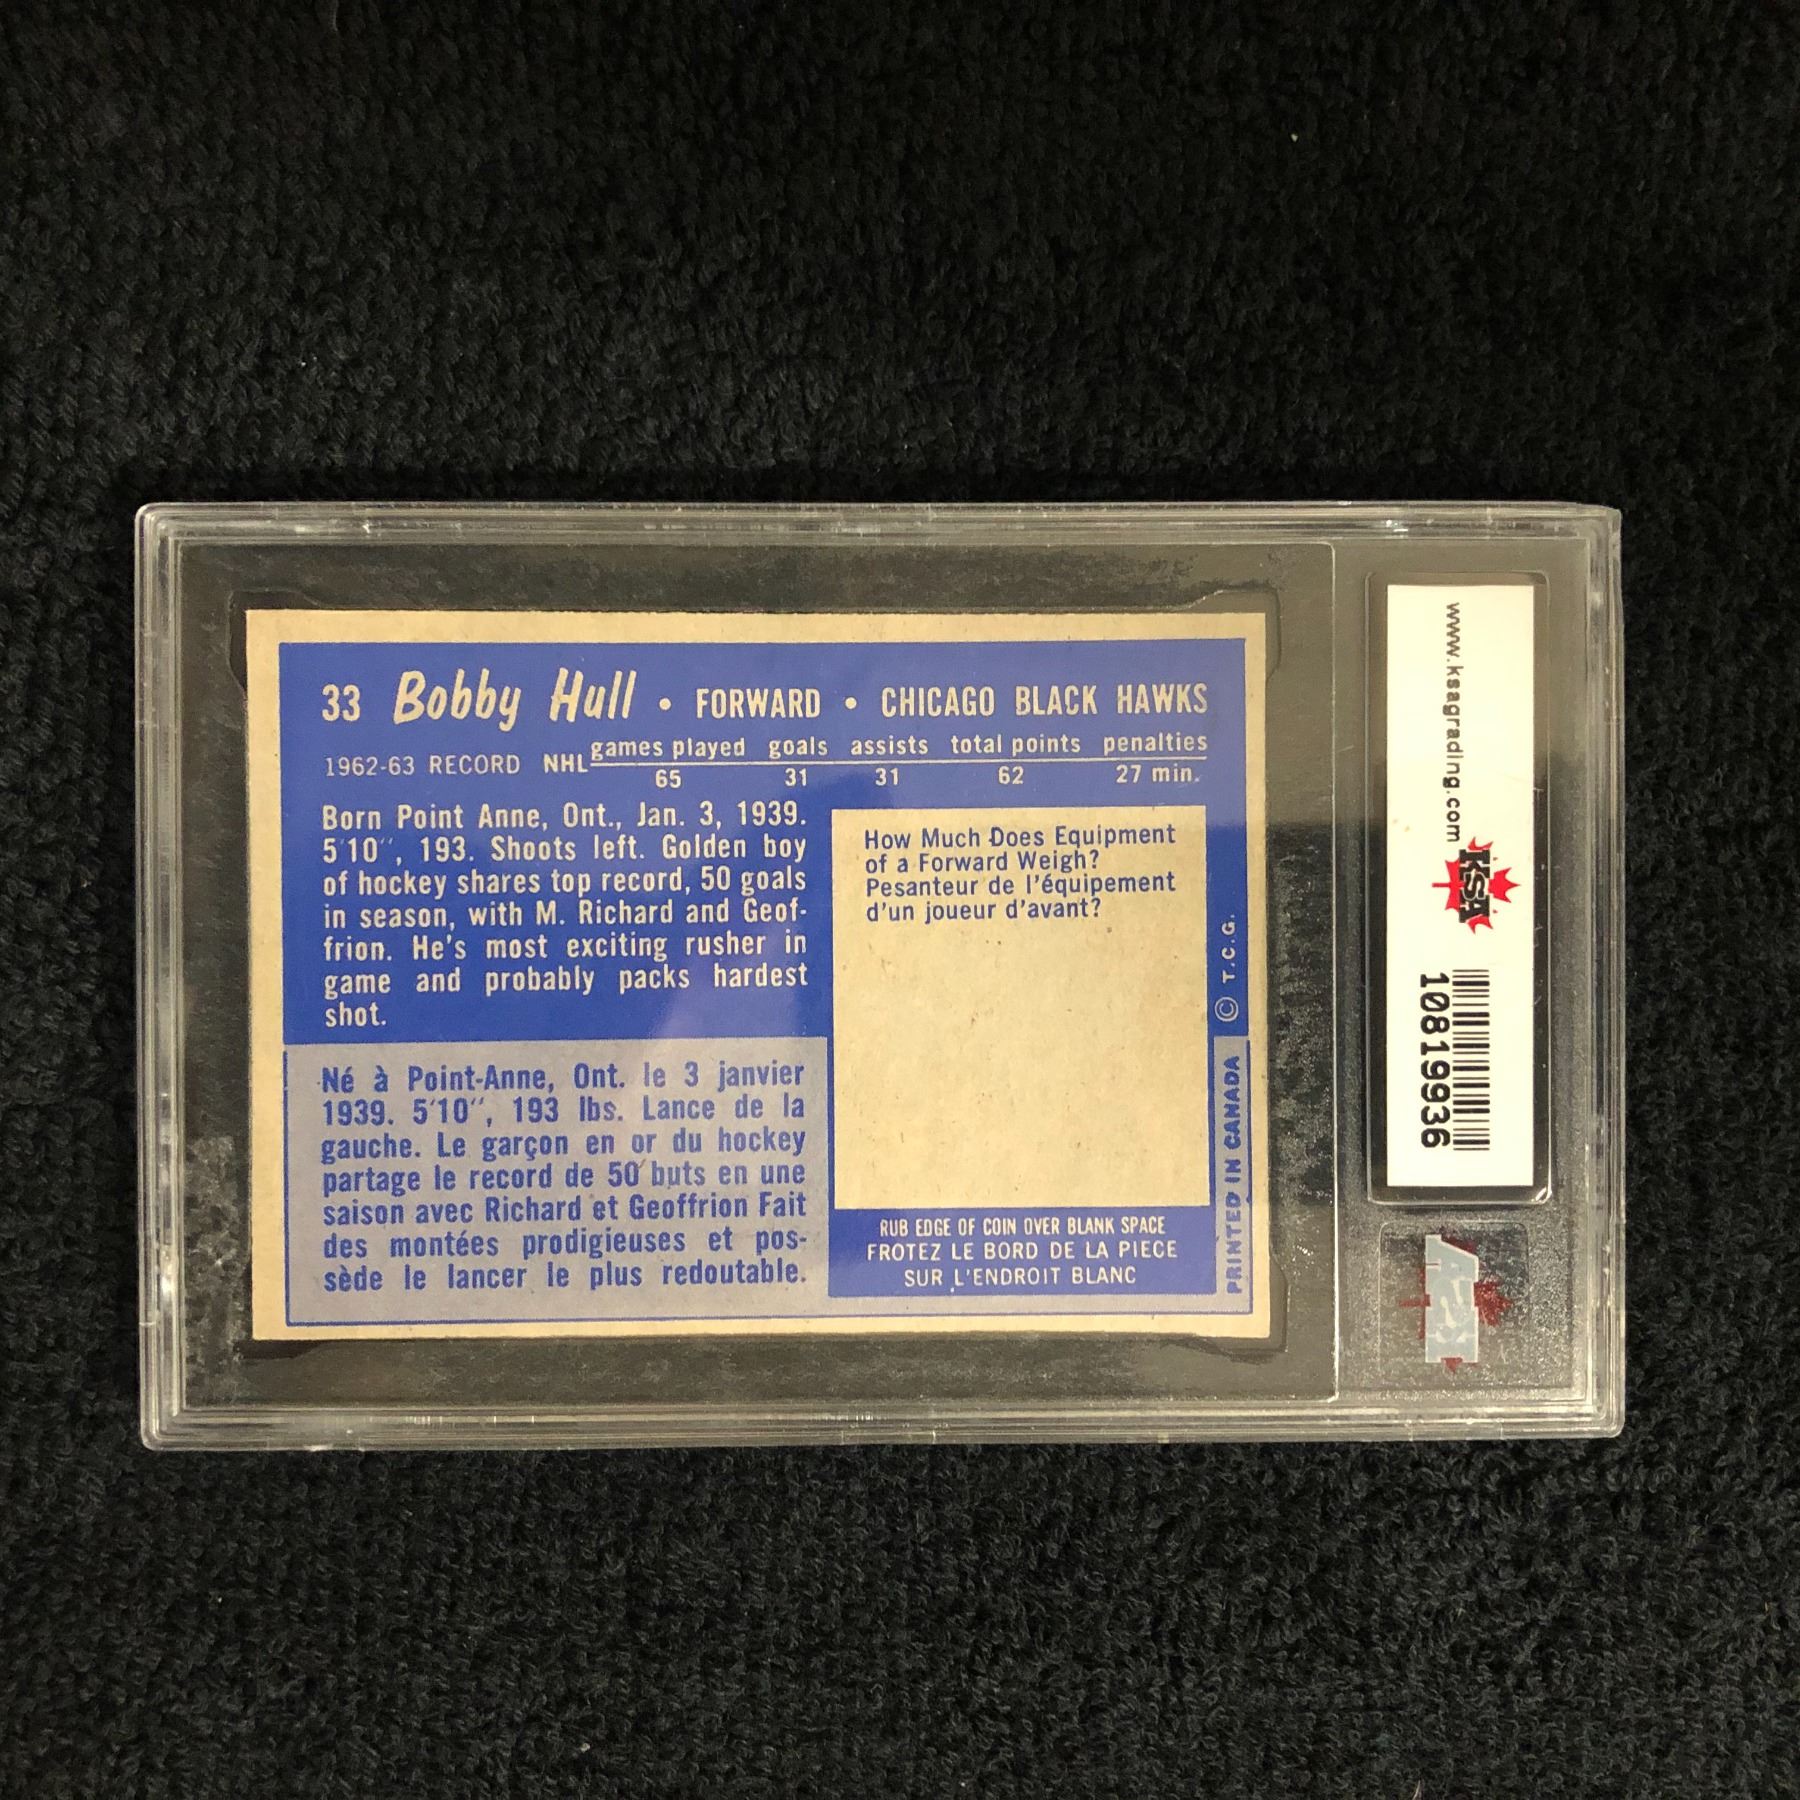 33 Bobby Hull • FORWARD • CHICAGO BLACK HAWKS
1962-63 RECORD NHL games played goals assists total points penalties
65 31 31 62 27 min.
Born Point Anne, Ont., Jan. 3, 1939.
5'10", 193. Shoots left. Golden boy
of hockey shares top record, 50 goals
in season, with M. Richard and Geof-
frion. He's most exciting rusher in
game and probably packs hardest
shot.
Né à Point-Anne, Ont. le 3 janvier
1939. 5'10", 193 lbs. Lance de la
gauche. Le garçon en or du hockey
partage le record de 50 buts en une
saison avec Richard et Geoffrion Fait
des montées prodigieuses et pos-
sède le lancer le plus redoutable.
How Much Does Equipment
of a Forward Weigh?
Pesanteur de l'équipement
d'un joueur d'avant?
RUB EDGE OF COIN OVER BLANK SPACE
FROTEZ LE BORD DE LA PIECE
SUR L'ENDROIT BLANC
PRINTED IN CANADA © T.C.G.
www.ksagrading.com
KSA
10819936
KSA